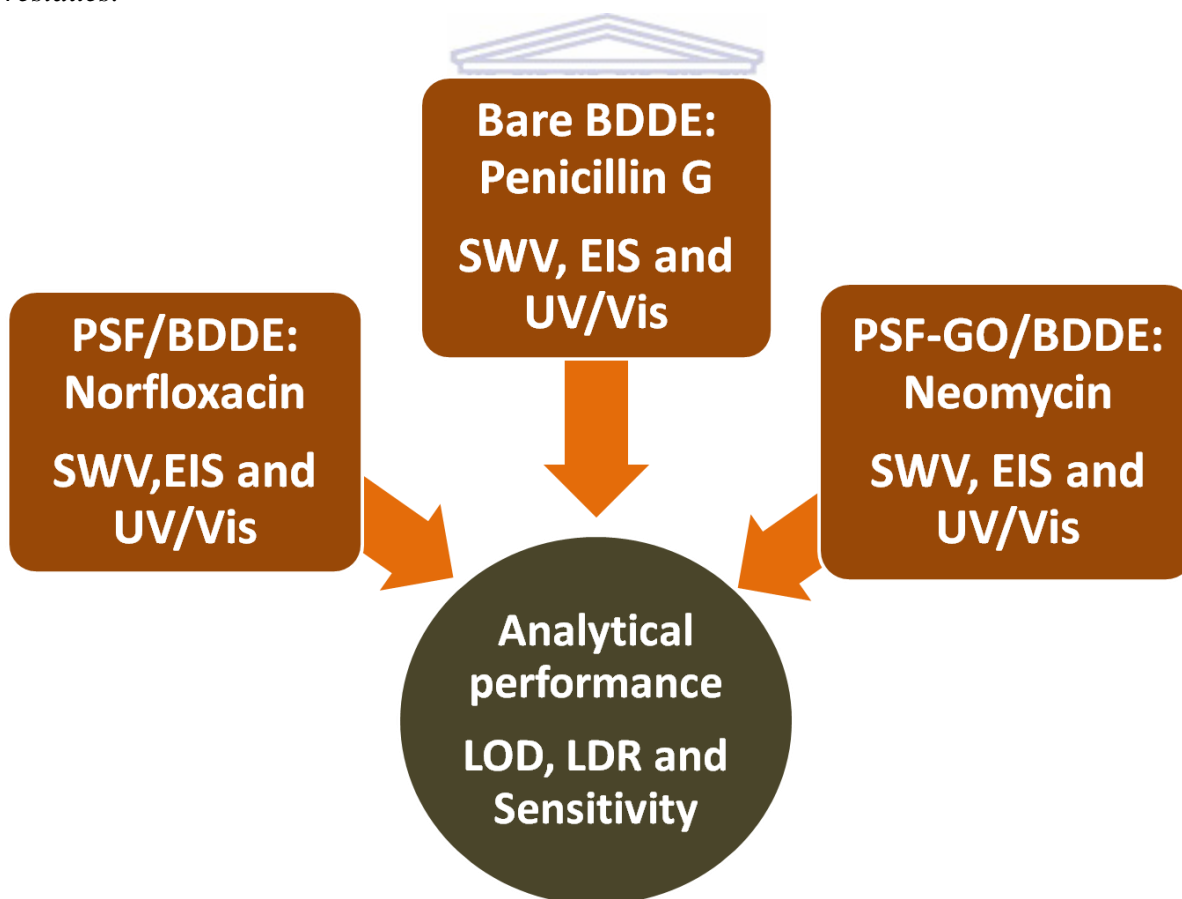 Bare BDDE:
Penicillin G
SWV, EIS and
UV/Vis
PSF/BDDE:
Norfloxacin
SWV,EIS and
UV/Vis
PSF-GO/BDDE:
Neomycin
SWV, EIS and
UV/Vis
Analytical
performance
LOD, LDR and
Sensitivity